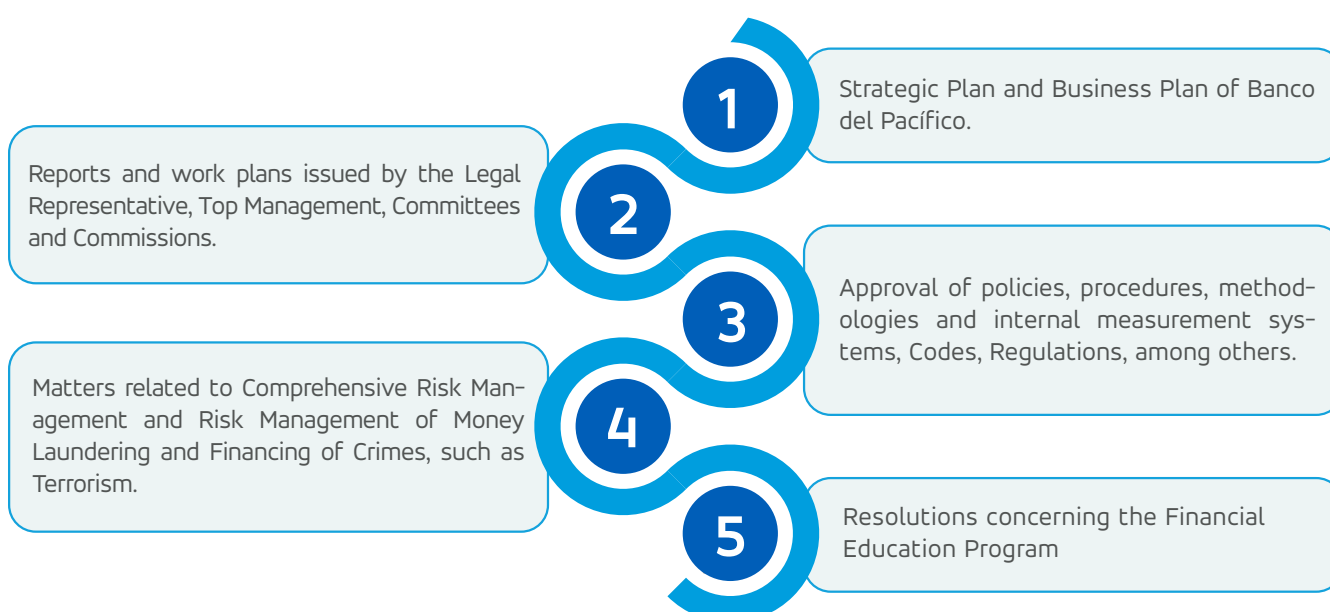 1
Strategic Plan and Business Plan of Banco
del Pacífico.
2
Reports and work plans issued by the Legal
Representative, Top Management, Committees
and Commissions.
3
Approval of policies, procedures, method-
ologies and internal measurement sys-
tems, Codes, Regulations, among others.
4
Matters related to Comprehensive Risk Man-
agement and Risk Management of Money
Laundering and Financing of Crimes, such as
Terrorism.
5
Resolutions concerning the Financial
Education Program